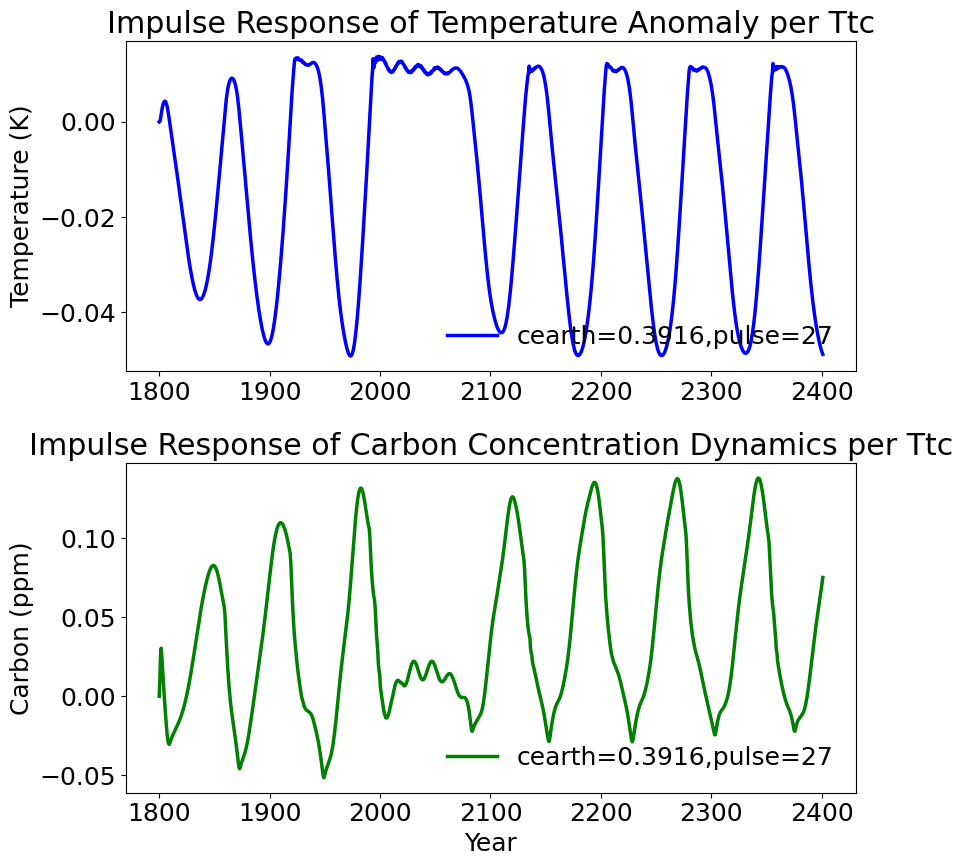 Impulse Response of Temperature Anomaly per Ttc
Temperature (K)
0.00
−0.02
−0.04
cearth=0.3916,pulse=27
1800 1900 2000 2100 2200 2300 2400
Impulse Response of Carbon Concentration Dynamics per Ttc
Carbon (ppm)
0.10
0.05
0.00
−0.05
cearth=0.3916,pulse=27
1800 1900 2000 2100 2200 2300 2400
Year